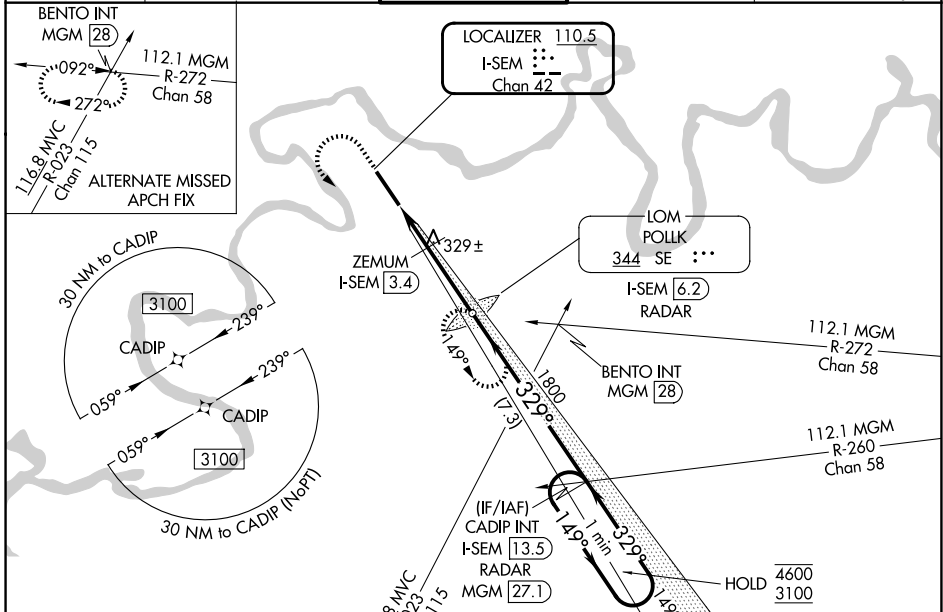 BENTO INT
MGM 28
092°
272°
112.1 MGM
R-272
Chan 58
116.8 MVC
R-023
Chan 115
ALTERNATE MISSED
APCH FIX
LOCALIZER 110.5
I-SEM
Chan 42
329±
ZEMUM
I-SEM 3.4
LOM
POLLK
344 SE
I-SEM 6.2
RADAR
30 NM to CADIP
3100
239°
CADIP
059°
239°
CADIP
059°
3100
30 NM to CADIP (NoPT)
149°
1800
329°
(7.3)
BENTO INT
MGM 28
112.1 MGM
R-272
Chan 58
112.1 MGM
R-260
Chan 58
(IF/IAF)
CADIP INT
I-SEM 13.5
RADAR
MGM 27.1
149°
1 min
329°
HOLD 4600
3100
8 MVC
023
115
149